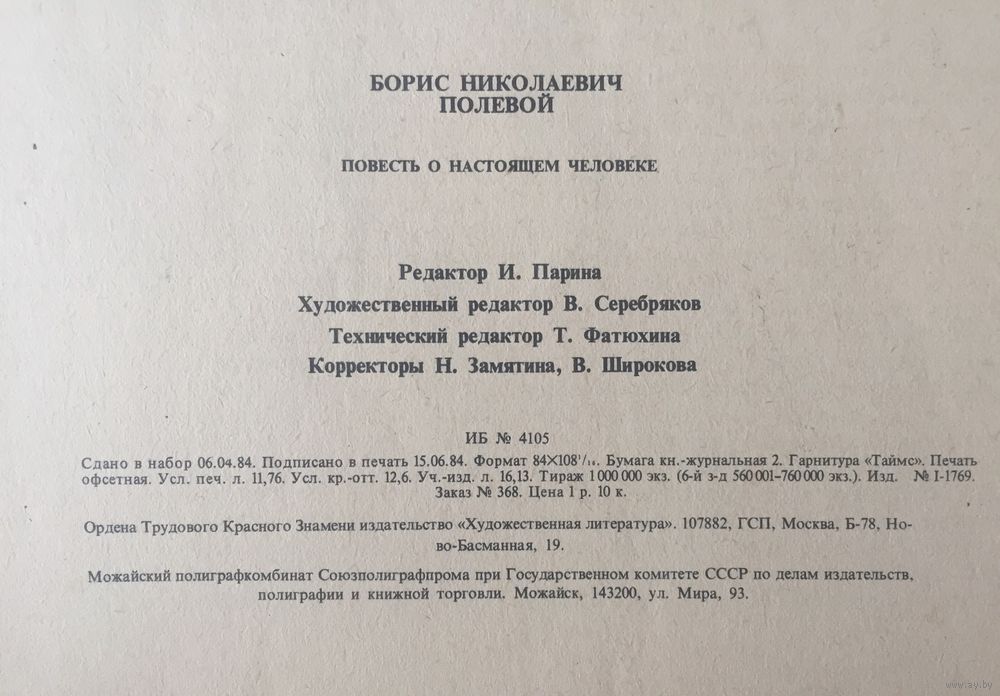 БОРИС НИКОЛАЕВИЧ
ПОЛЕВОЙ
ПОВЕСТЬ О НАСТОЯЩЕМ ЧЕЛОВЕКЕ
Редактор И. Парина
Художественный редактор В. Серебряков
Технический редактор Т. Фатюхина
Корректоры Н. Замятина, В. Широкова
ИБ № 4105
Сдано в набор 06.04.84. Подписано в печать 15.06.84. Формат 84×108¹/₁₆. Бумага кн.-журнальная 2. Гарнитура «Таймс». Печать
офсетная. Усл. печ. л. 11,76. Усл. кр.-отт. 12,6. Уч.-изд. л. 16,13. Тираж 1 000 000 экз. (6-й з-д 560 001–760 000 экз.). Изд. № I-1769.
Заказ № 368. Цена 1 р. 10 к.
Ордена Трудового Красного Знамени издательство «Художественная литература». 107882, ГСП, Москва, Б-78, Но-
во-Басманная, 19.
Можайский полиграфкомбинат Союзполиграфпрома при Государственном комитете СССР по делам издательств,
полиграфии и книжной торговли. Можайск, 143200, ул. Мира, 93.
www.ay.by